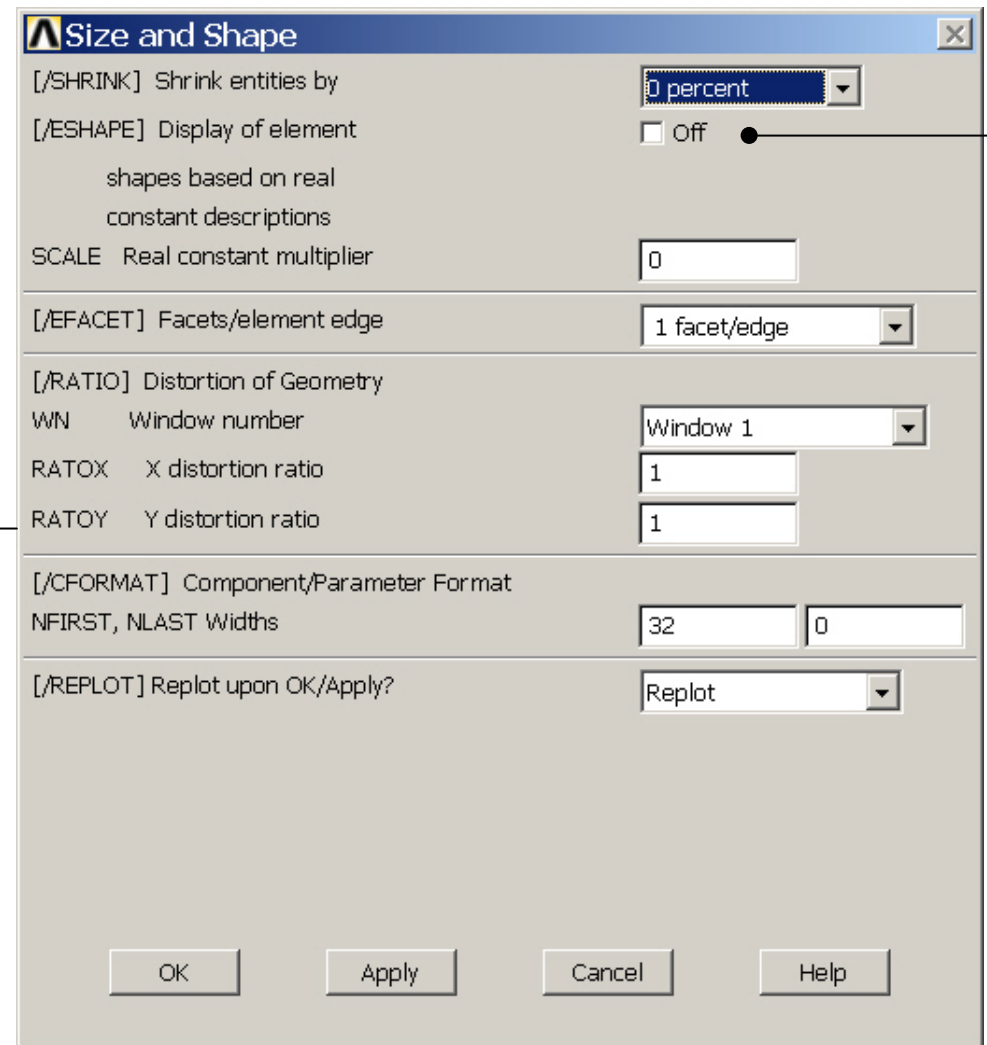 Size and Shape
[/SHRINK] Shrink entities by 0 percent
[/ESHAPE] Display of element Off
shapes based on real
constant descriptions
SCALE Real constant multiplier 0
[/EFACET] Facets/element edge 1 facet/edge
[/RATIO] Distortion of Geometry
WN Window number Window 1
RATOX X distortion ratio 1
RATOY Y distortion ratio 1
[/CFORMAT] Component/Parameter Format
NFIRST, NLAST Widths 32 0
[/REPLOT] Replot upon OK/Apply? Replot
OK Apply Cancel Help